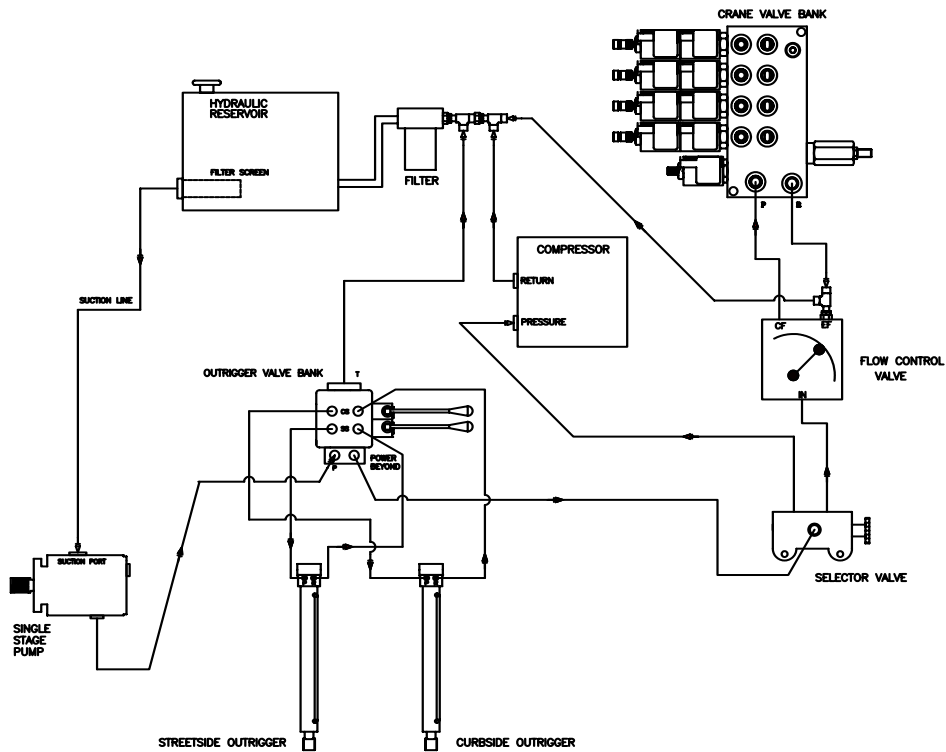 CRANE VALVE BANK
HYDRAULIC
RESERVOIR
FILTER SCREEN
FILTER
P
R
COMPRESSOR
RETURN
PRESSURE
SUCTION LINE
CF
EF
IN
FLOW CONTROL
VALVE
OUTRIGGER VALVE BANK
T
CS
SS
P
POWER
BEYOND
SUCTION PORT
SINGLE
STAGE
PUMP
SELECTOR VALVE
STREETSIDE OUTRIGGER
CURBSIDE OUTRIGGER